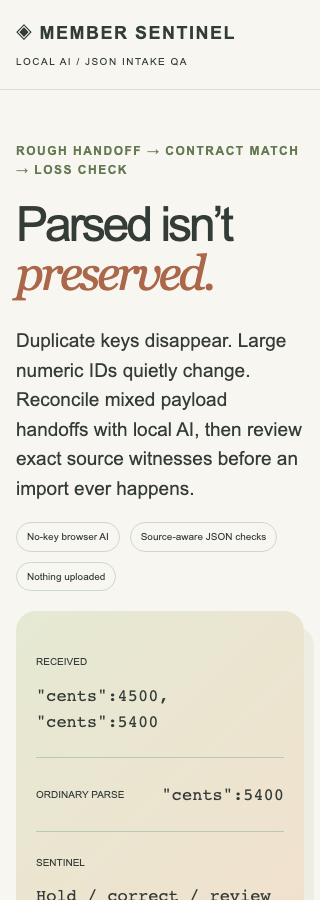 ◈ MEMBER SENTINEL
LOCAL AI / JSON INTAKE QA
ROUGH HANDOFF → CONTRACT MATCH
→ LOSS CHECK
Parsed isn’t
preserved.
Duplicate keys disappear. Large
numeric IDs quietly change.
Reconcile mixed payload
handoffs with local AI, then review
exact source witnesses before an
import ever happens.
No-key browser AI
Source-aware JSON checks
Nothing uploaded
RECEIVED
"cents":4500,
"cents":5400
ORDINARY PARSE "cents":5400
SENTINEL
Hold / correct / review